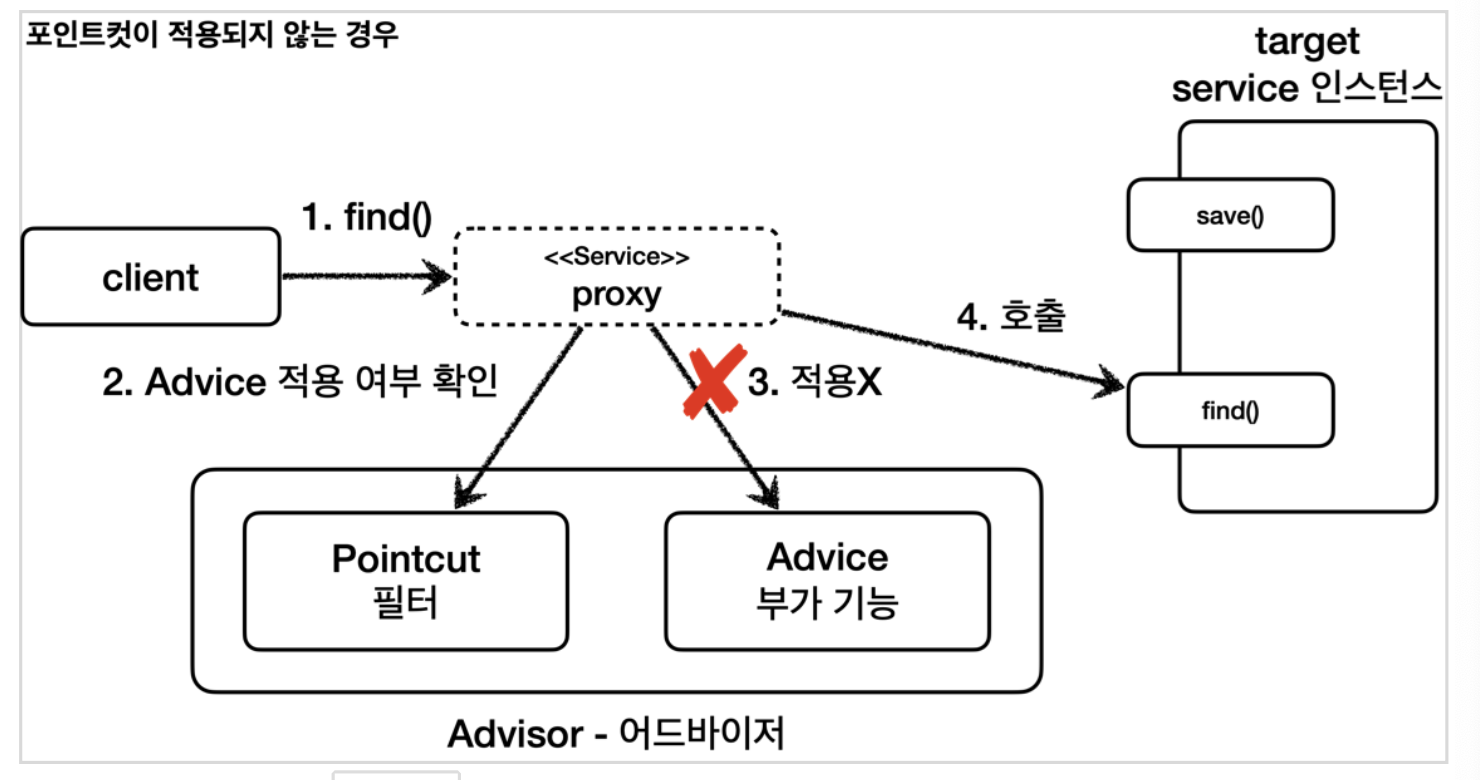 포인트컷이 적용되지 않는 경우
target
service 인스턴스
save()
1. find()
client
<<Service>>
proxy
4. 호출
2. Advice 적용 여부 확인
3. 적용X
find()
Pointcut
필터
Advice
부가 기능
Advisor - 어드바이저